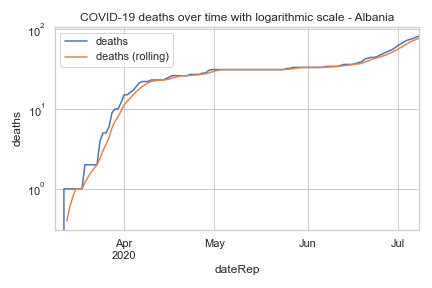 COVID-19 deaths over time with logarithmic scale - Albania
deaths
deaths (rolling)
10²
10¹
10⁰
deaths
Apr
2020
May
Jun
Jul
dateRep